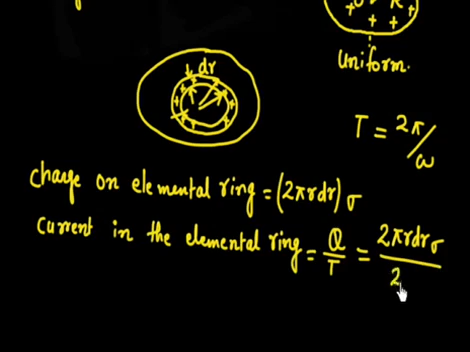 + + +
uniform.
dr
T = 2π/ω
Charge on elemental ring = (2πrdr)σ
Current in the elemental ring = Q/T = 2πrdrσ/2